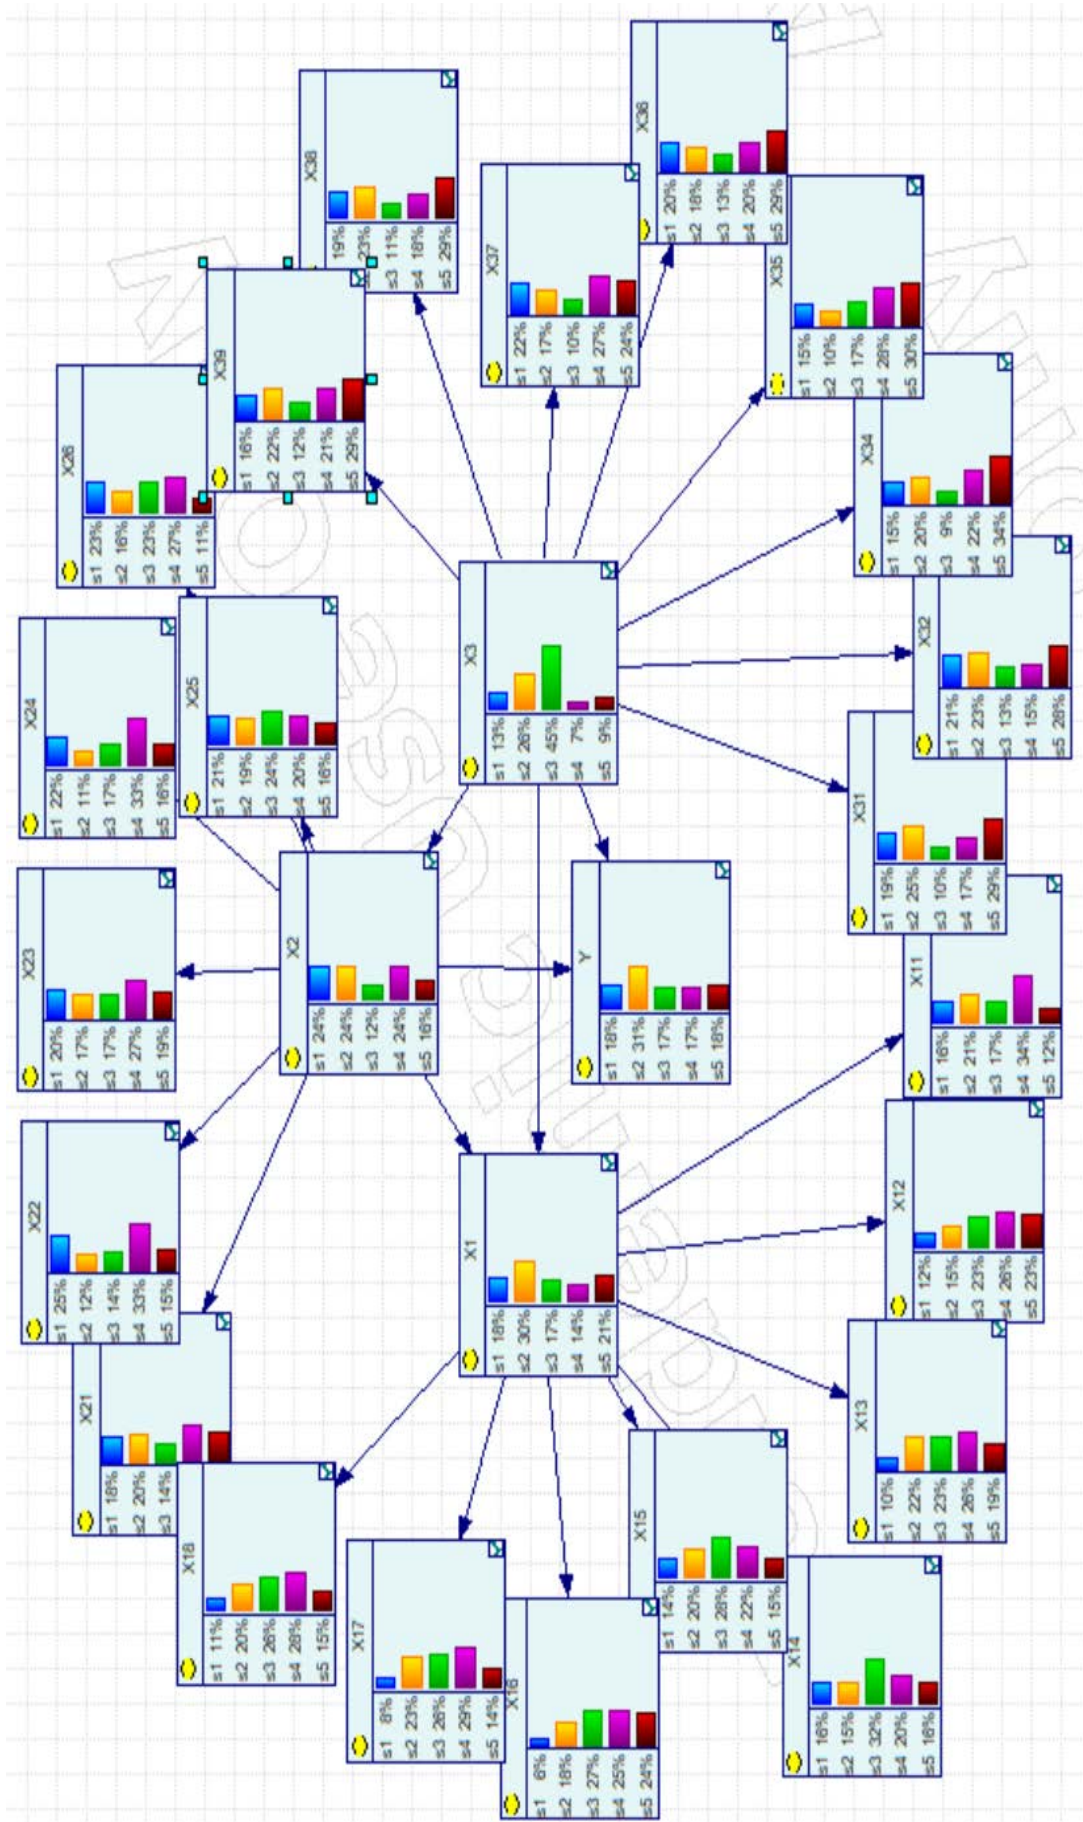 X38
19%
23%
s3 11%
s4 18%
s5 29%
X36
s1 20%
s2 18%
s3 13%
s4 20%
s5 29%
X37
s1 22%
s2 17%
s3 10%
s4 27%
s5 24%
X39
s1 16%
s2 22%
s3 12%
s4 21%
s5 29%
X26
s1 23%
s2 16%
s3 23%
s4 27%
s5 11%
X35
s1 15%
s2 10%
s3 17%
s4 28%
s5 30%
X34
s1 15%
s2 20%
s3 9%
s4 22%
s5 34%
X24
s1 22%
s2 11%
s3 17%
s4 33%
s5 16%
X25
s1 21%
s2 19%
s3 24%
s4 20%
s5 16%
X3
s1 13%
s2 26%
s3 45%
s4 7%
s5 9%
X32
s1 21%
s2 23%
s3 13%
s4 15%
s5 28%
X31
s1 19%
s2 25%
s3 10%
s4 17%
s5 29%
X23
s1 20%
s2 17%
s3 17%
s4 27%
s5 19%
X2
s1 24%
s2 24%
s3 12%
s4 24%
s5 16%
Y
s1 18%
s2 31%
s3 17%
s4 17%
s5 18%
X11
s1 16%
s2 21%
s3 17%
s4 34%
s5 12%
X22
s1 25%
s2 12%
s3 14%
s4 33%
s5 15%
X1
s1 18%
s2 30%
s3 17%
s4 14%
s5 21%
X12
s1 12%
s2 15%
s3 23%
s4 26%
s5 23%
X21
s1 18%
s2 20%
s3 14%
X18
s1 11%
s2 20%
s3 26%
s4 28%
s5 15%
X13
s1 10%
s2 22%
s3 23%
s4 26%
s5 19%
X17
s1 8%
s2 23%
s3 26%
s4 29%
s5 14%
X15
s1 14%
s2 20%
s3 28%
s4 22%
s5 15%
X16
s1 6%
s2 18%
s3 27%
s4 25%
s5 24%
X14
s1 16%
s2 15%
s3 32%
s4 20%
s5 16%